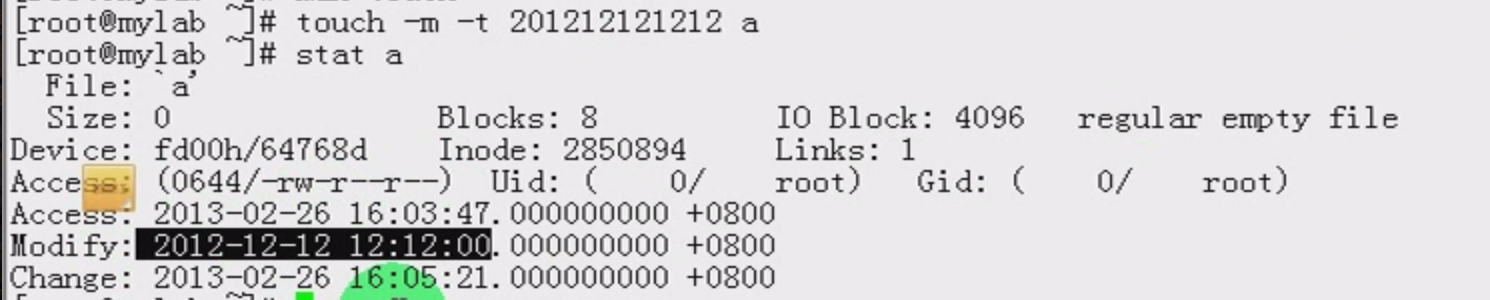 [root@mylab ~]# touch -m -t 201212121212 a
[root@mylab ~]# stat a
  File: `a'
  Size: 0               Blocks: 8          IO Block: 4096   regular empty file
Device: fd00h/64768d    Inode: 2850894     Links: 1
Access: (0644/-rw-r--r--)  Uid: (    0/    root)   Gid: (    0/    root)
Access: 2013-02-26 16:03:47.000000000 +0800
Modify: 2012-12-12 12:12:00.000000000 +0800
Change: 2013-02-26 16:05:21.000000000 +0800